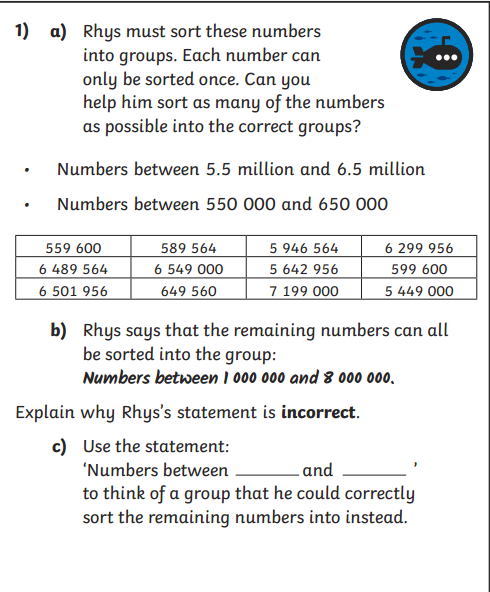 1) a) Rhys must sort these numbers
into groups. Each number can
only be sorted once. Can you
help him sort as many of the numbers
as possible into the correct groups?
• Numbers between 5.5 million and 6.5 million
• Numbers between 550 000 and 650 000
559 600 589 564 5 946 564 6 299 956
6 489 564 6 549 000 5 642 956 599 600
6 501 956 649 560 7 199 000 5 449 000
b) Rhys says that the remaining numbers can all
be sorted into the group:
Numbers between 1 000 000 and 8 000 000.
Explain why Rhys's statement is incorrect.
c) Use the statement:
'Numbers between ______ and ______ '
to think of a group that he could correctly
sort the remaining numbers into instead.